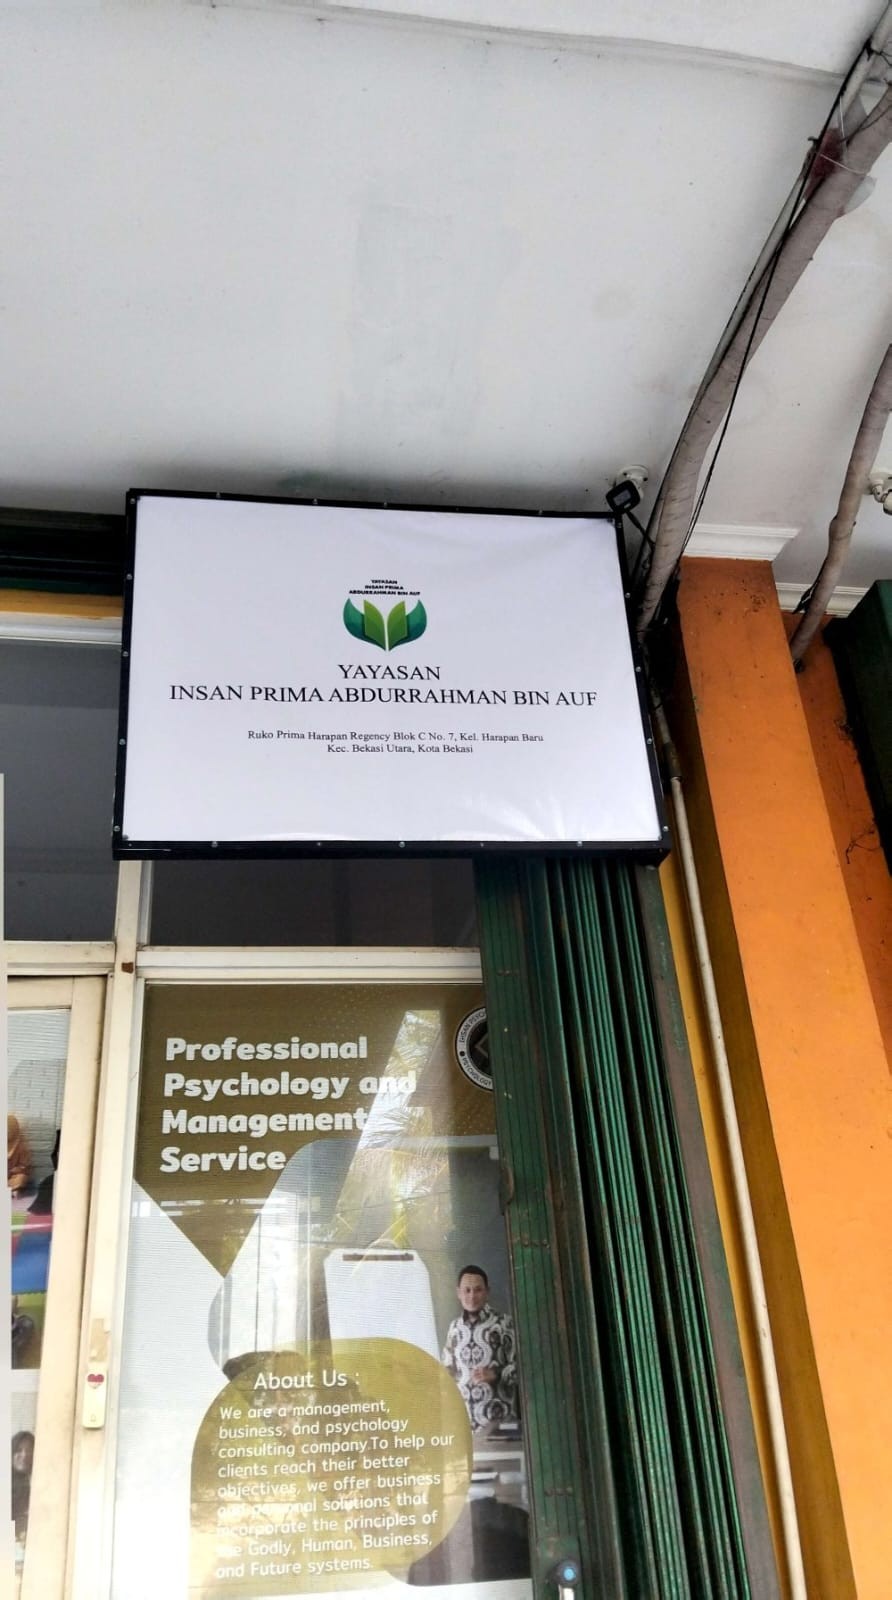 YAYASAN
INSAN PRIMA
ABDURRAHMAN BIN AUF
YAYASAN
INSAN PRIMA ABDURRAHMAN BIN AUF
Ruko Prima Harapan Regency Blok C No. 7, Kel. Harapan Baru
Kec. Bekasi Utara, Kota Bekasi
Professional
Psychology and
Management
Service
About Us :
We are a management,
business, and psychology
consulting company.To help our
clients reach their better
objectives, we offer business
and personal solutions that
incorporate the principles of
the Godly, Human, Business,
and Future systems.